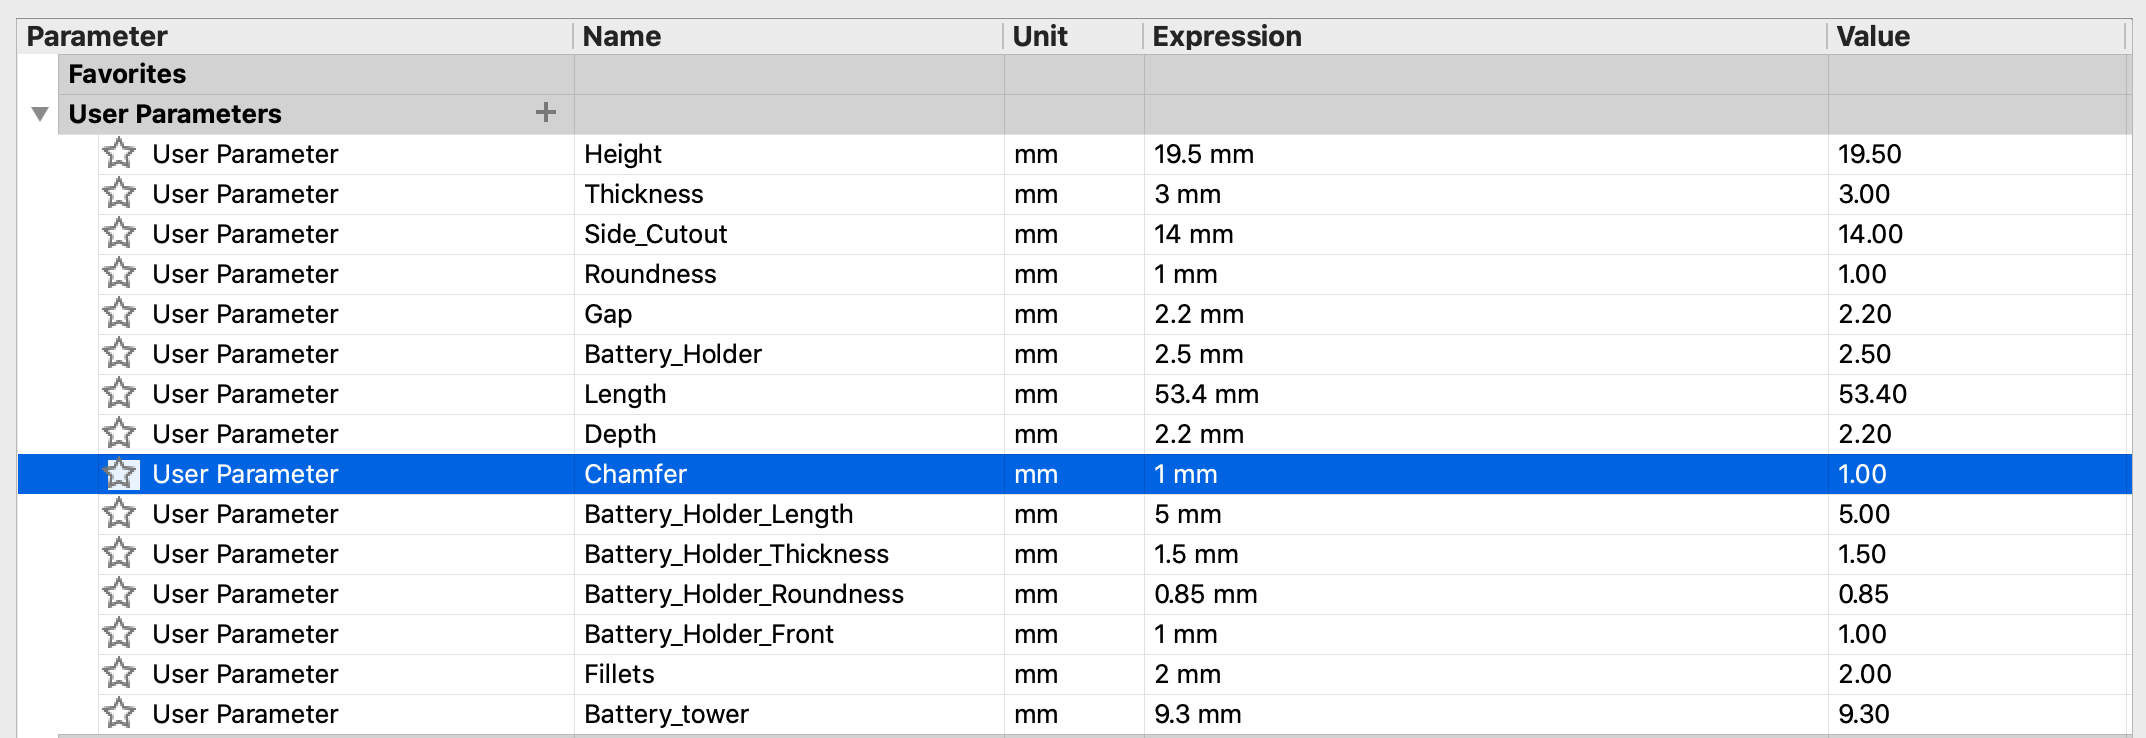 Parameter Name Unit Expression Value
Favorites
User Parameters +
User Parameter Height mm 19.5 mm 19.50
User Parameter Thickness mm 3 mm 3.00
User Parameter Side_Cutout mm 14 mm 14.00
User Parameter Roundness mm 1 mm 1.00
User Parameter Gap mm 2.2 mm 2.20
User Parameter Battery_Holder mm 2.5 mm 2.50
User Parameter Length mm 53.4 mm 53.40
User Parameter Depth mm 2.2 mm 2.20
User Parameter Chamfer mm 1 mm 1.00
User Parameter Battery_Holder_Length mm 5 mm 5.00
User Parameter Battery_Holder_Thickness mm 1.5 mm 1.50
User Parameter Battery_Holder_Roundness mm 0.85 mm 0.85
User Parameter Battery_Holder_Front mm 1 mm 1.00
User Parameter Fillets mm 2 mm 2.00
User Parameter Battery_tower mm 9.3 mm 9.30